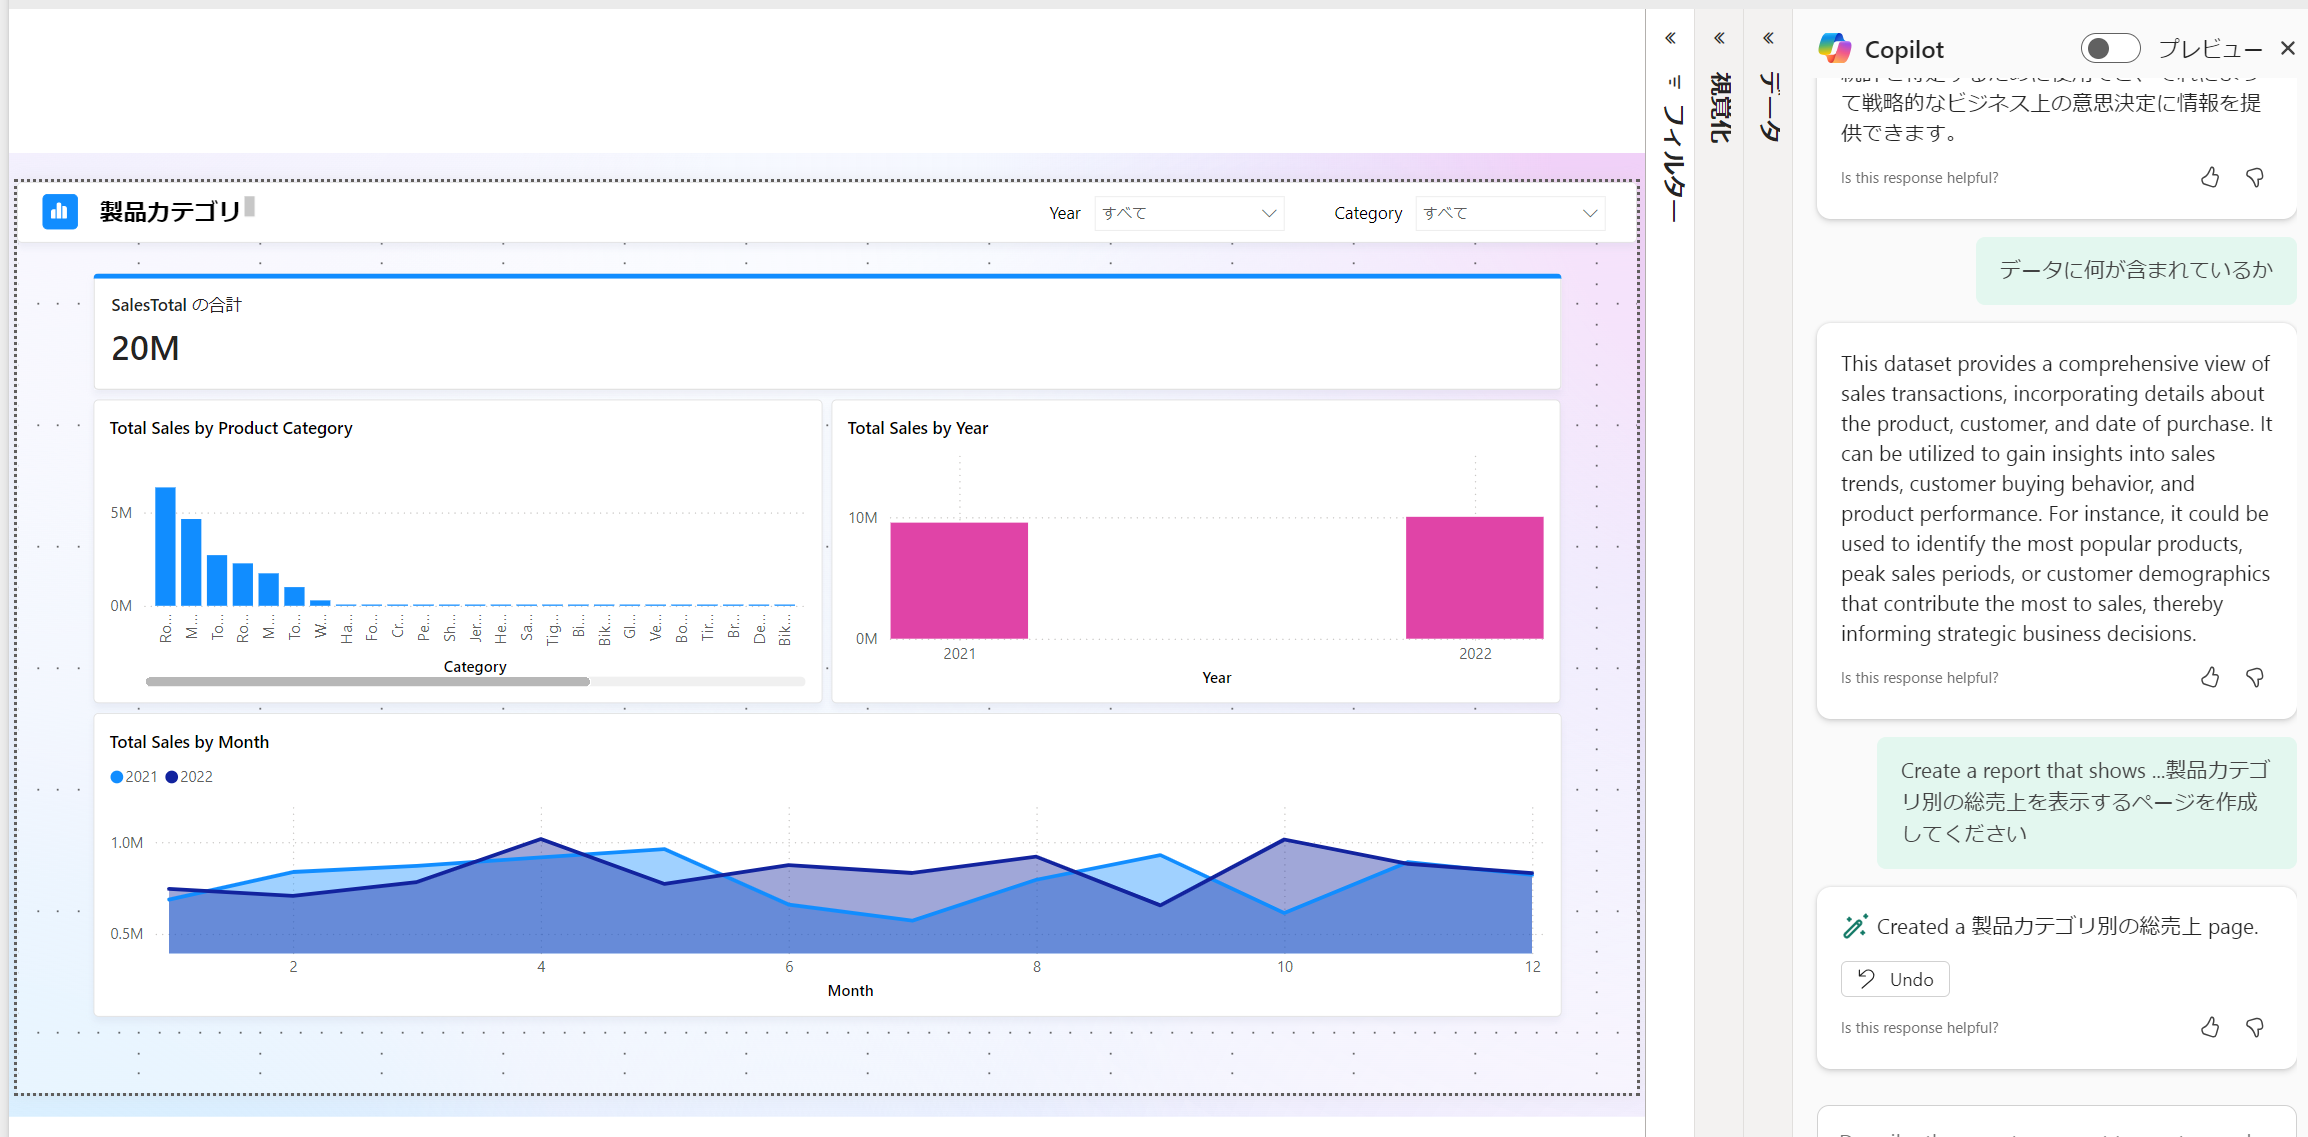 製品カテゴリ
Year
すべて
Category
すべて
SalesTotal の合計
20M
Total Sales by Product Category
5M
0M
Ro...
M...
To...
Ro...
M...
To...
W...
Ha...
Fo...
Cr...
Pe...
Sh...
Jer...
He...
Sa...
Tig...
Bi...
Bik...
Gl...
Ve...
Bo...
Tir...
Br...
De...
Bik...
Category
Total Sales by Year
10M
0M
2021
2022
Year
Total Sales by Month
2021
2022
1.0M
0.5M
2
4
6
8
10
12
Month
フィルター
視覚化
データ
Copilot
プレビュー
て戦略的なビジネス上の意思決定に情報を提
供できます。
Is this response helpful?
データに何が含まれているか
This dataset provides a comprehensive view of
sales transactions, incorporating details about
the product, customer, and date of purchase. It
can be utilized to gain insights into sales
trends, customer buying behavior, and
product performance. For instance, it could be
used to identify the most popular products,
peak sales periods, or customer demographics
that contribute the most to sales, thereby
informing strategic business decisions.
Is this response helpful?
Create a report that shows ...製品カテゴ
リ別の総売上を表示するページを作成
してください
Created a 製品カテゴリ別の総売上 page.
Undo
Is this response helpful?